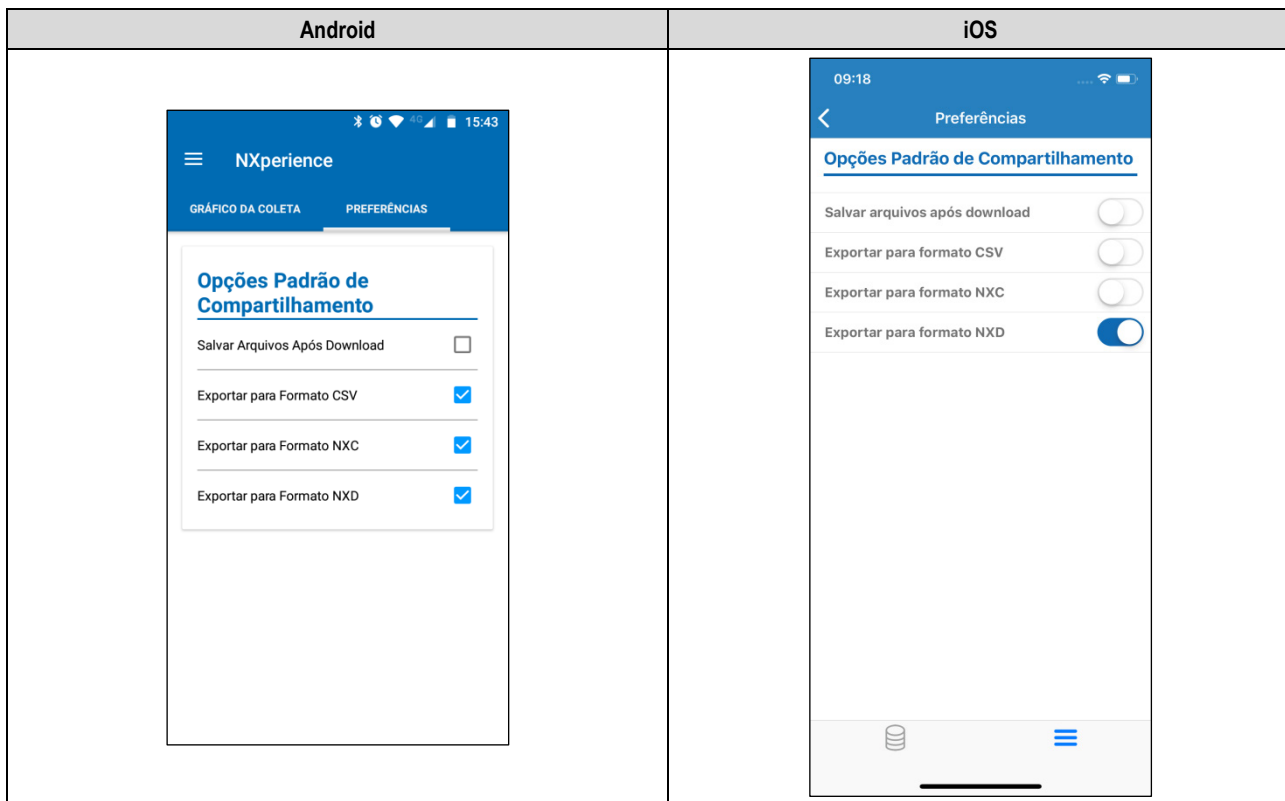 Android
iOS
4G 15:43
NXperience
GRÁFICO DA COLETA PREFERÊNCIAS
Opções Padrão de
Compartilhamento
Salvar Arquivos Após Download
Exportar para Formato CSV
Exportar para Formato NXC
Exportar para Formato NXD
09:18
Preferências
Opções Padrão de Compartilhamento
Salvar arquivos após download
Exportar para formato CSV
Exportar para formato NXC
Exportar para formato NXD